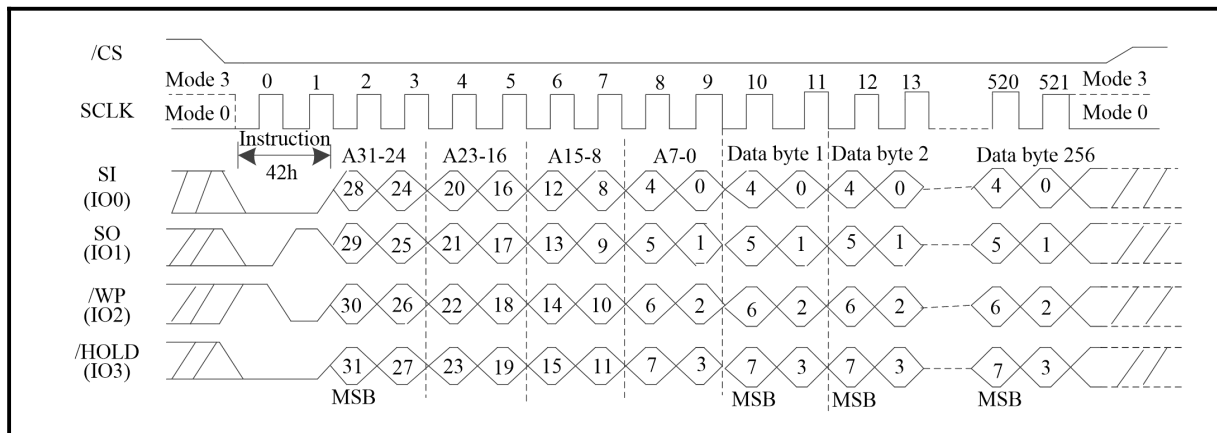 /CS
Mode 3 0 1 2 3 4 5 6 7 8 9 10 11 12 13 520 521 Mode 3
SCLK Mode 0 Mode 0
Instruction
42h A31-24 A23-16 A15-8 A7-0 Data byte 1 Data byte 2 Data byte 256
SI
(IO0) 28 24 20 16 12 8 4 0 4 0 4 0 4 0
SO
(IO1) 29 25 21 17 13 9 5 1 5 1 5 1 5 1
/WP
(IO2) 30 26 22 18 14 10 6 2 6 2 6 2 6 2
/HOLD
(IO3) 31 27 23 19 15 11 7 3 7 3 7 3 7 3
MSB MSB MSB MSB